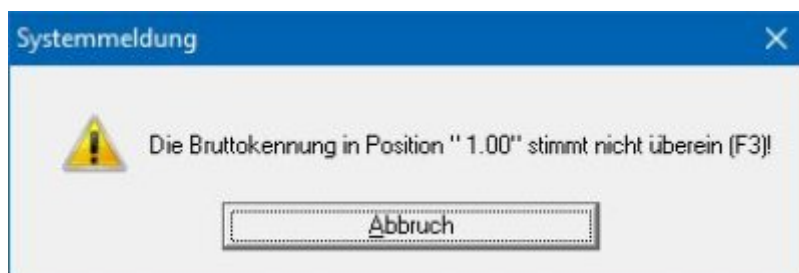 Systemmeldung
Die Bruttokennung in Position " 1.00" stimmt nicht überein (F3)!
Abbruch